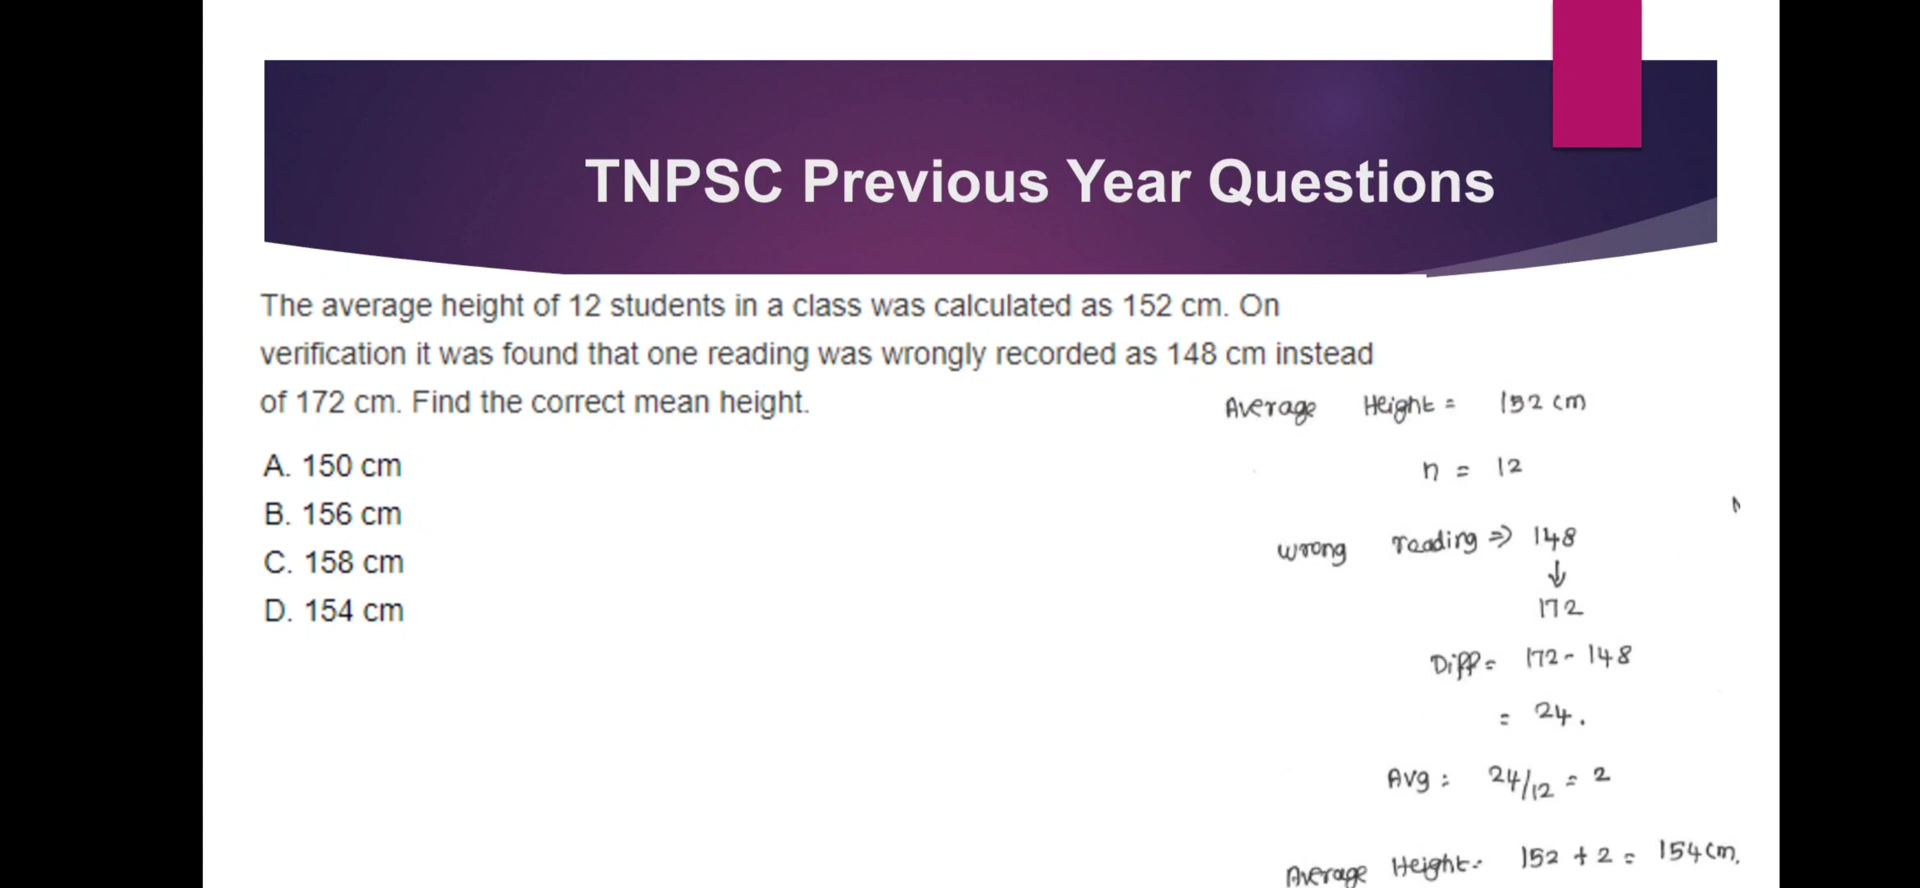 TNPSC Previous Year Questions
The average height of 12 students in a class was calculated as 152 cm. On
verification it was found that one reading was wrongly recorded as 148 cm instead
of 172 cm. Find the correct mean height.
A. 150 cm
B. 156 cm
C. 158 cm
D. 154 cm
Average Height = 152 cm
n = 12
wrong reading ⇒ 148
↓
172
Diff = 172 - 148
= 24.
Avg = 24/12 = 2
Average Height = 152 + 2 = 154 cm.